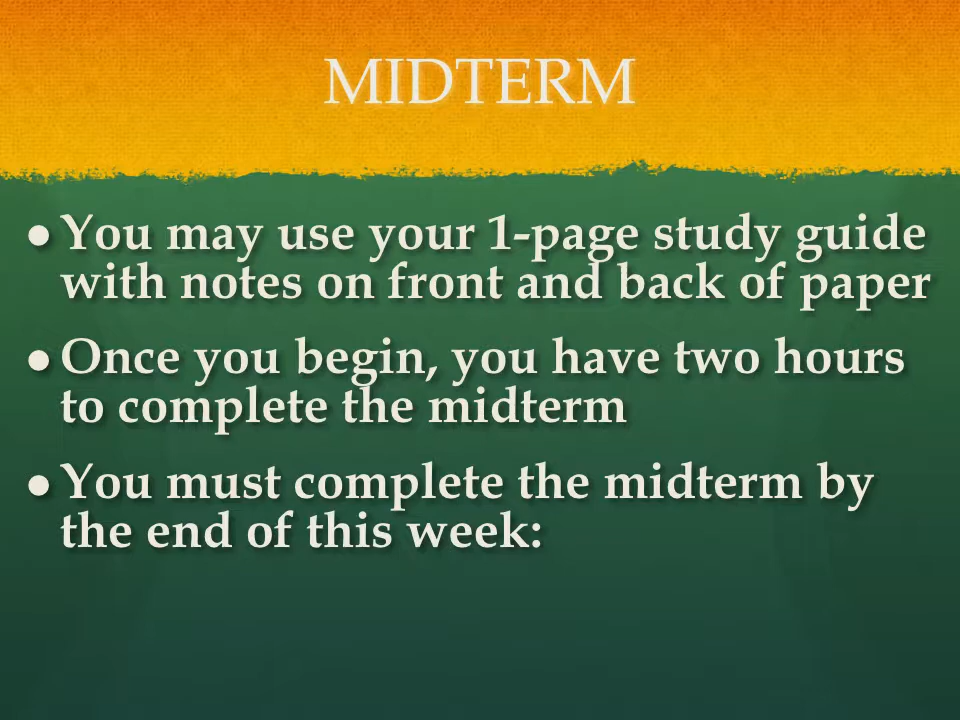 MIDTERM
● You may use your 1-page study guide
with notes on front and back of paper
● Once you begin, you have two hours
to complete the midterm
● You must complete the midterm by
the end of this week: